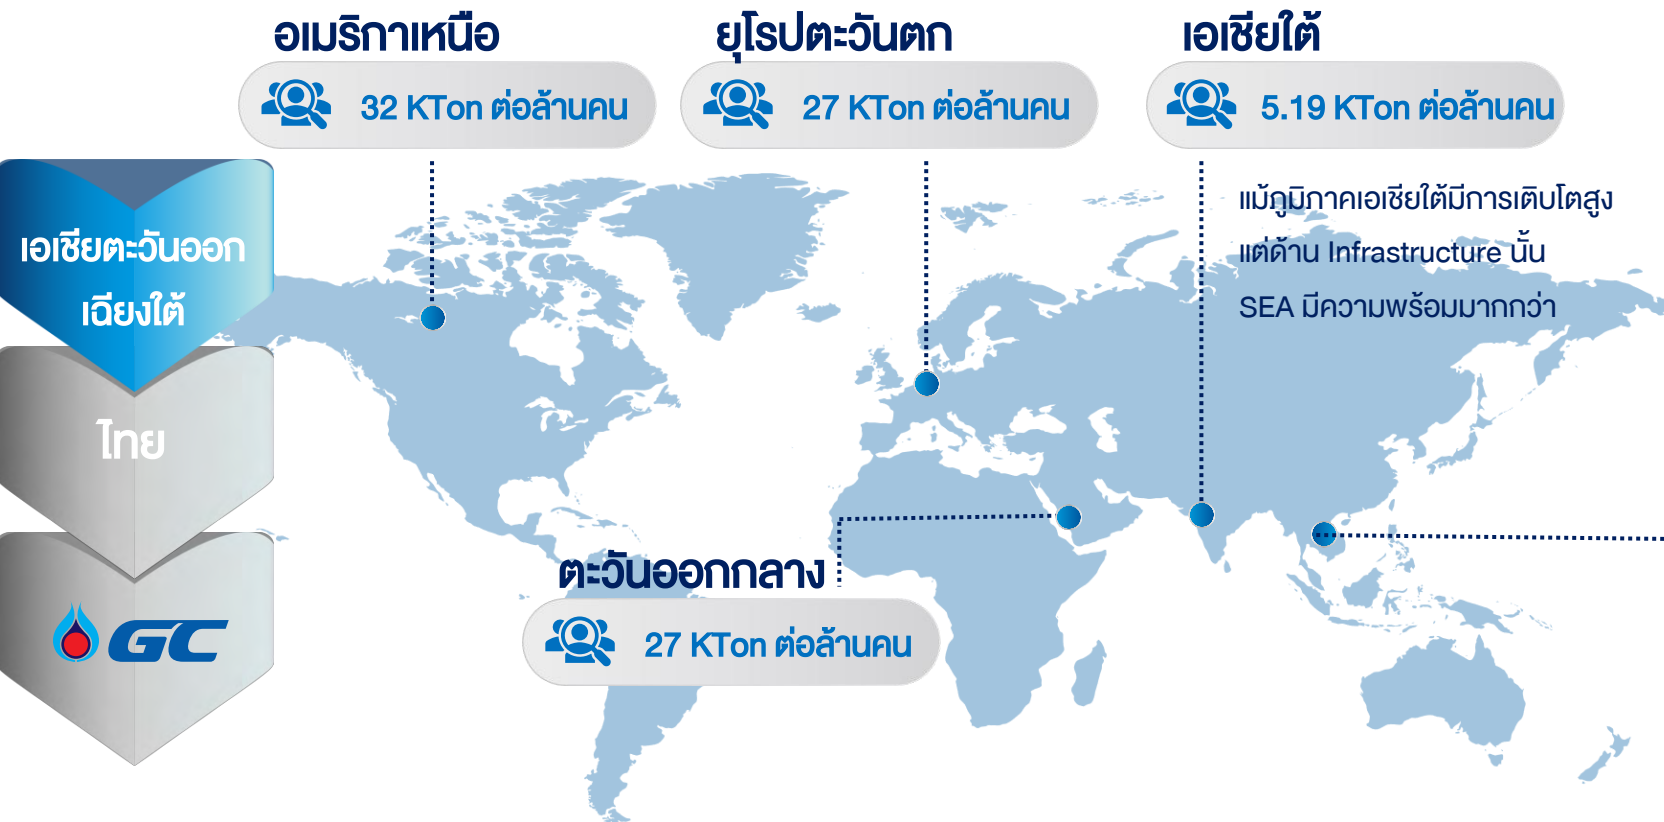 อเมริกาเหนือ
32 KTon ต่อล้านคน
ยุโรปตะวันตก
27 KTon ต่อล้านคน
เอเชียใต้
5.19 KTon ต่อล้านคน
แม้ภูมิภาคเอเชียใต้มีการเติบโตสูง
แต่ด้าน Infrastructure นั้น
SEA มีความพร้อมมากกว่า
เอเชียตะวันออก
เฉียงใต้
ไทย
GC
ตะวันออกกลาง
27 KTon ต่อล้านคน